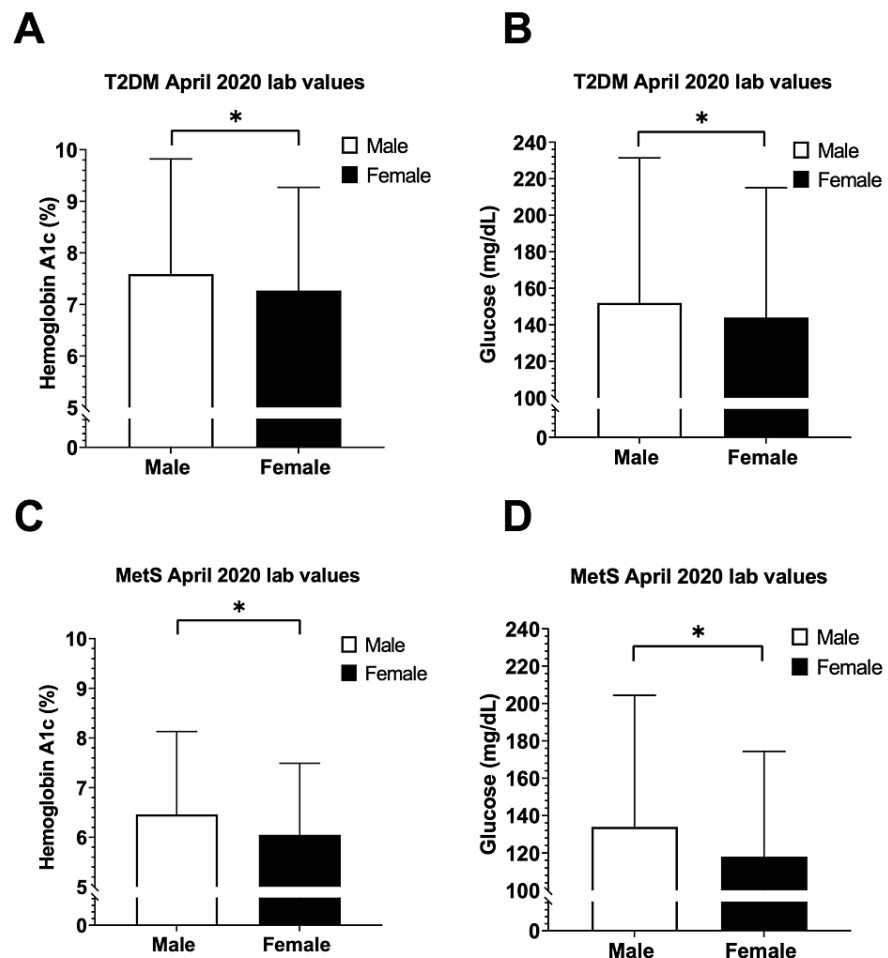 A
T2DM April 2020 lab values
*
Male
Female
Hemoglobin A1c (%)
10
9
8
7
6
5
0
Male Female
B
T2DM April 2020 lab values
*
Male
Female
Glucose (mg/dL)
240
220
200
180
160
140
120
100
0
Male Female
C
MetS April 2020 lab values
*
Male
Female
Hemoglobin A1c (%)
10
9
8
7
6
5
0
Male Female
D
MetS April 2020 lab values
*
Male
Female
Glucose (mg/dL)
240
220
200
180
160
140
120
100
0
Male Female